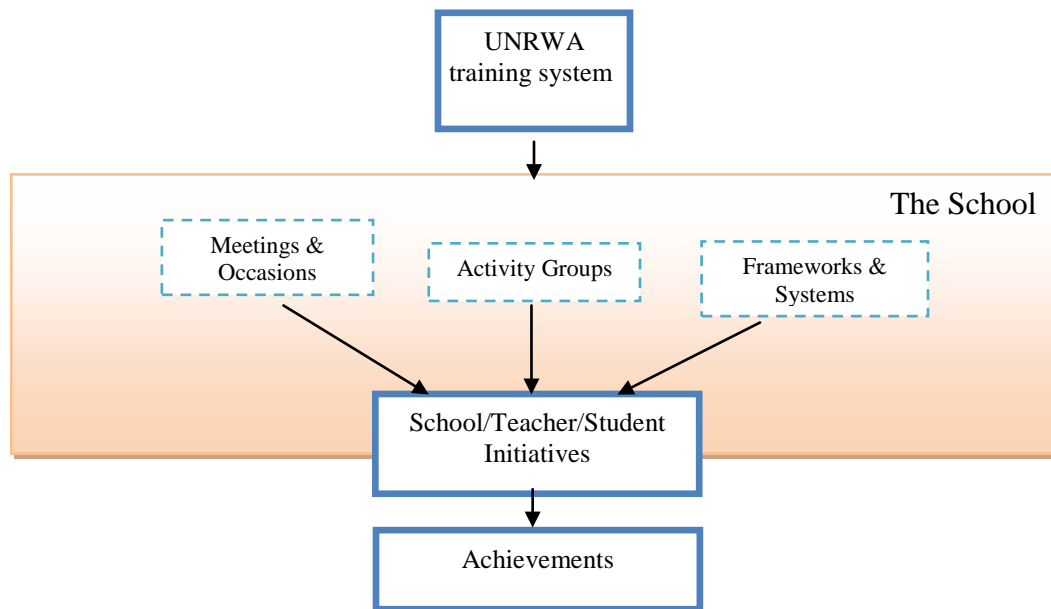 UNRWA
training system
The School
Meetings &
Occasions
Activity Groups
Frameworks &
Systems
School/Teacher/Student
Initiatives
Achievements